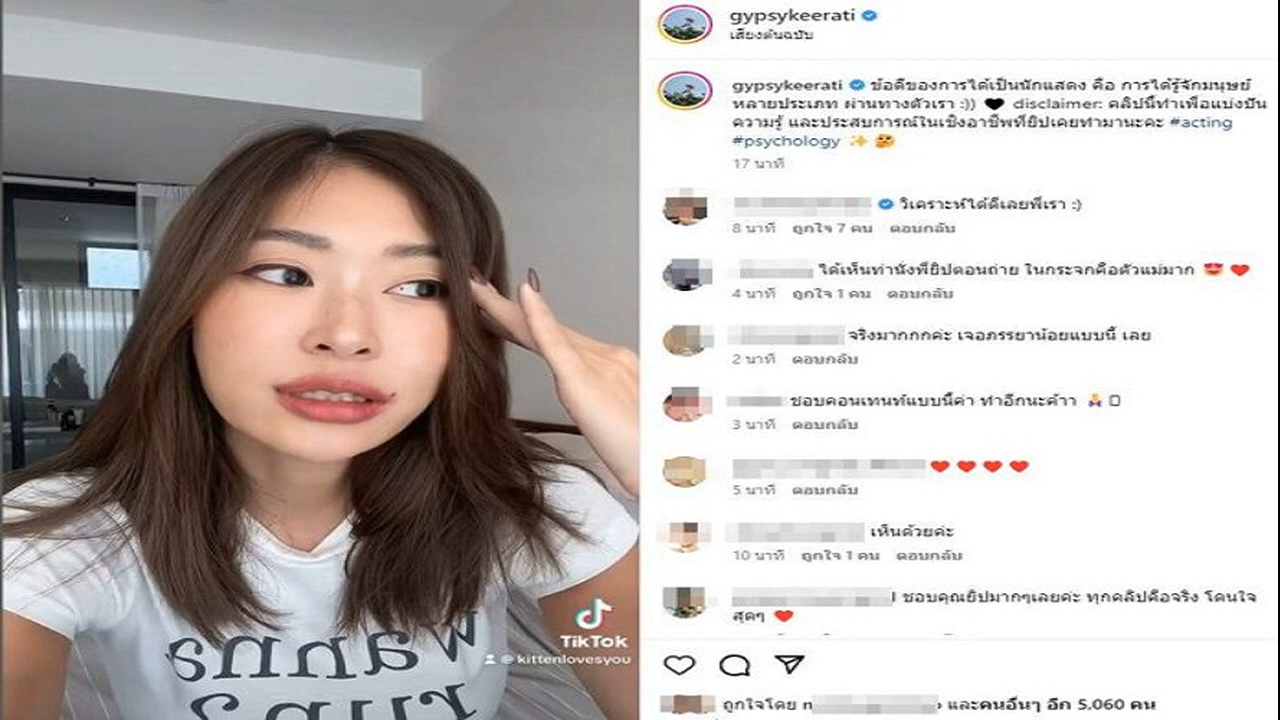 gypsykeerati
เสียงต้นฉบับ
gypsykeerati ข้อดีของการได้เป็นนักแสดง คือ การได้รู้จักมนุษย์
หลายประเภท ผ่านทางตัวเรา :)) 🖤 disclaimer: คลิปนี้ทำเพื่อแบ่งปัน
ความรู้ และประสบการณ์ในเชิงอาชีพที่ยิปเคยทำมานะคะ #acting
#psychology ✨ 🤔
17 นาที
วิเคราะห์ได้ดีเลยพี่เรา :)
8 นาที ถูกใจ 7 คน ตอบกลับ
ได้เห็นท่านั่งพี่ยิปตอนถ่าย ในกระจกคือตัวแม่มาก 😍 ❤️
4 นาที ถูกใจ 1 คน ตอบกลับ
จริงมากกกค่ะ เจอภรรยาน้อยแบบนี้ เลย
2 นาที ตอบกลับ
ชอบคอนเทนท์แบบนี้ค่า ทำอีกนะค้าา
3 นาที ตอบกลับ
❤️ ❤️ ❤️ ❤️
5 นาที ตอบกลับ
เห็นด้วยค่ะ
10 นาที ถูกใจ 1 คน ตอบกลับ
ชอบคุณยิปมากๆเลยค่ะ ทุกคลิปคือจริง โดนใจ
สุดๆ ❤️
ถูกใจโดย และคนอื่นๆ อีก 5,060 คน
wanna
run?
TikTok
@kittenlovesyou